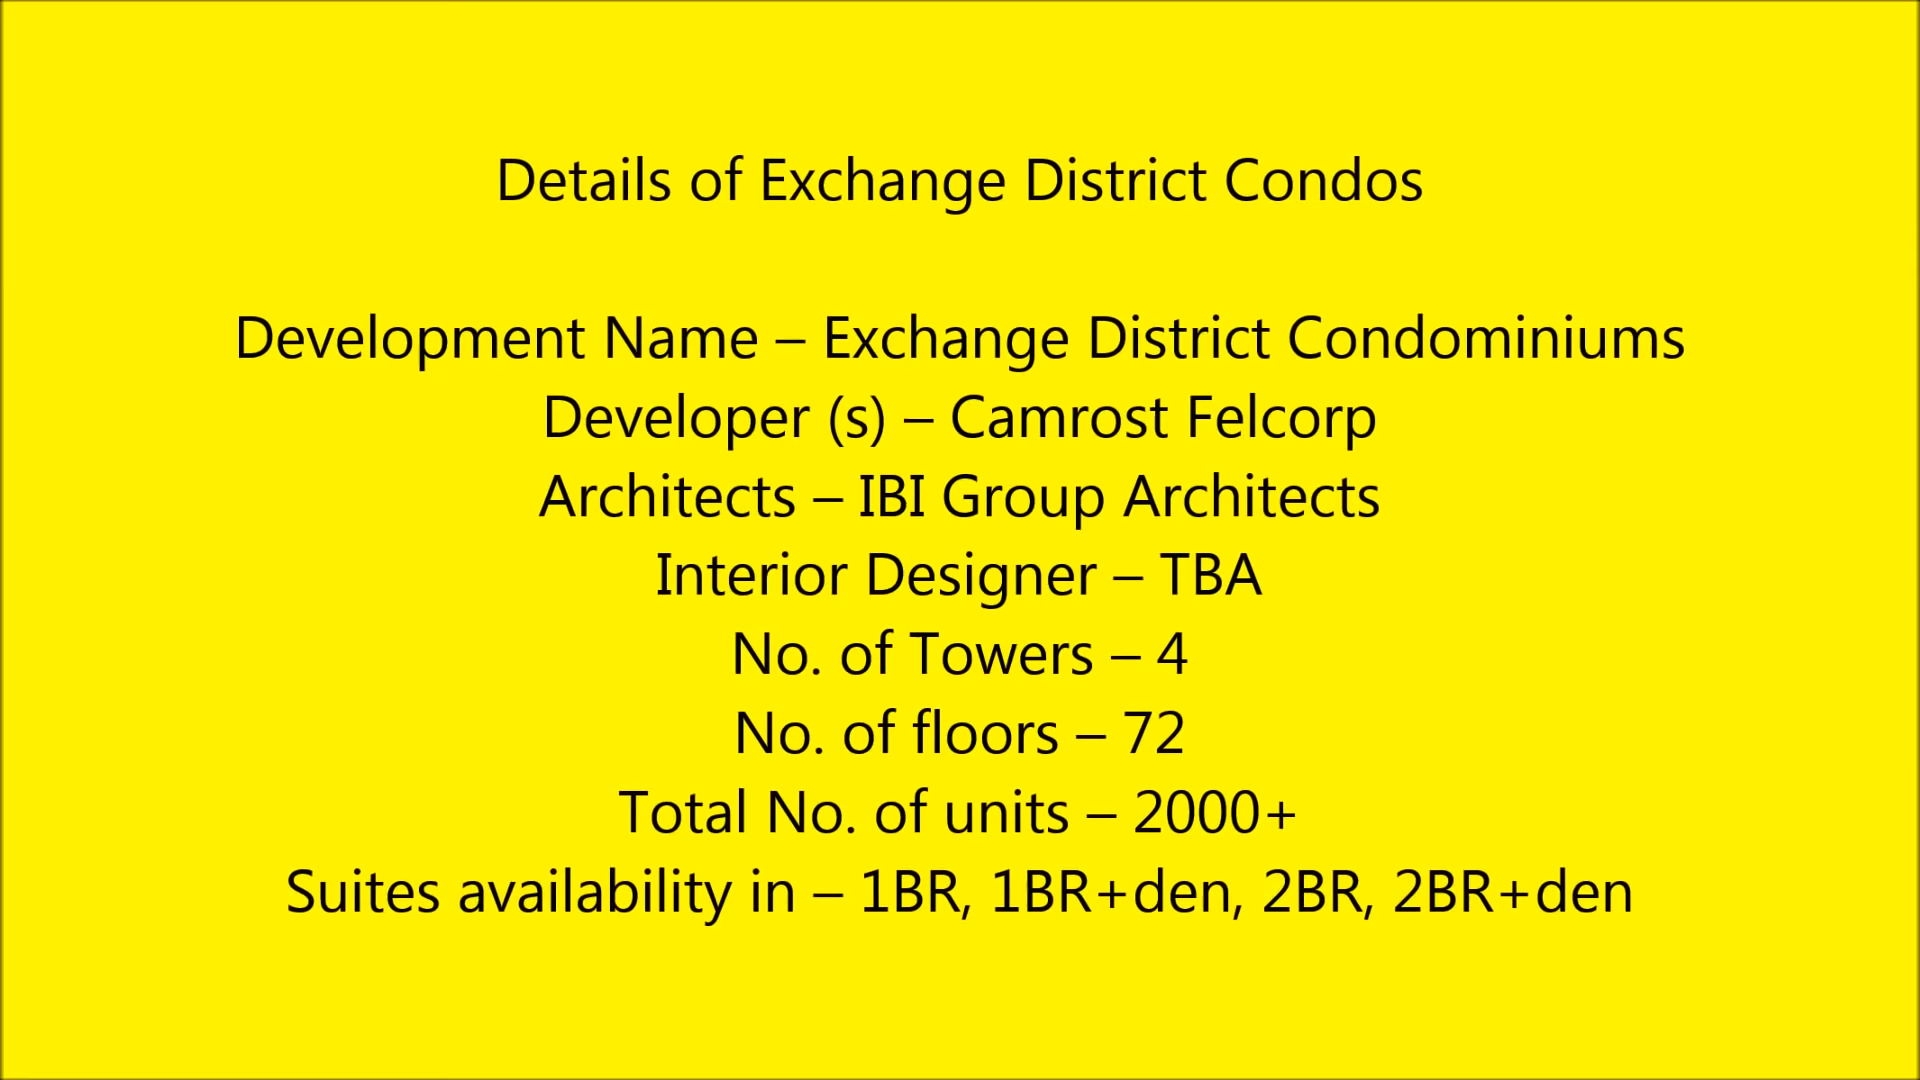 Details of Exchange District Condos
Development Name – Exchange District Condominiums
Developer (s) – Camrost Felcorp
Architects – IBI Group Architects
Interior Designer – TBA
No. of Towers – 4
No. of floors – 72
Total No. of units – 2000+
Suites availability in – 1BR, 1BR+den, 2BR, 2BR+den